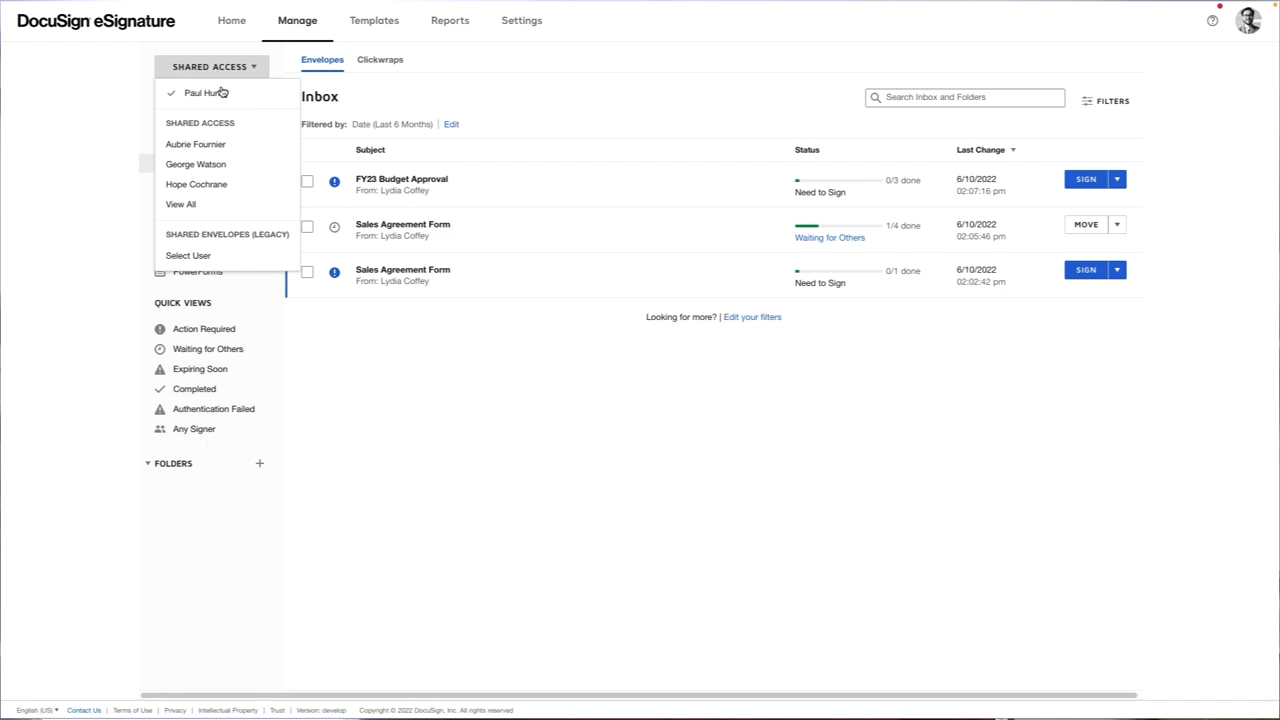 DocuSign eSignature
Home
Manage
Templates
Reports
Settings
SHARED ACCESS
Paul
SHARED ACCESS
Aubrie Fournier
George Watson
Hope Cochrane
View All
SHARED ENVELOPES (LEGACY)
Select User
PowerForms
QUICK VIEWS
Action Required
Waiting for Others
Expiring Soon
Completed
Authentication Failed
Any Signer
FOLDERS
Envelopes
Clickwraps
Inbox
Search Inbox and Folders
FILTERS
Filtered by: Date (Last 6 Months) | Edit
Subject
Status
Last Change
FY23 Budget Approval
From: Lydia Coffey
0/3 done
Need to Sign
6/10/2022
02:07:16 pm
SIGN
Sales Agreement Form
From: Lydia Coffey
1/4 done
Waiting for Others
6/10/2022
02:05:46 pm
MOVE
Sales Agreement Form
From: Lydia Coffey
0/1 done
Need to Sign
6/10/2022
02:02:42 pm
SIGN
Looking for more? | Edit your filters
English (US)
Contact Us
Terms of Use
Privacy
Intellectual Property
Trust
Version: develop
Copyright © 2022 DocuSign, Inc. All rights reserved